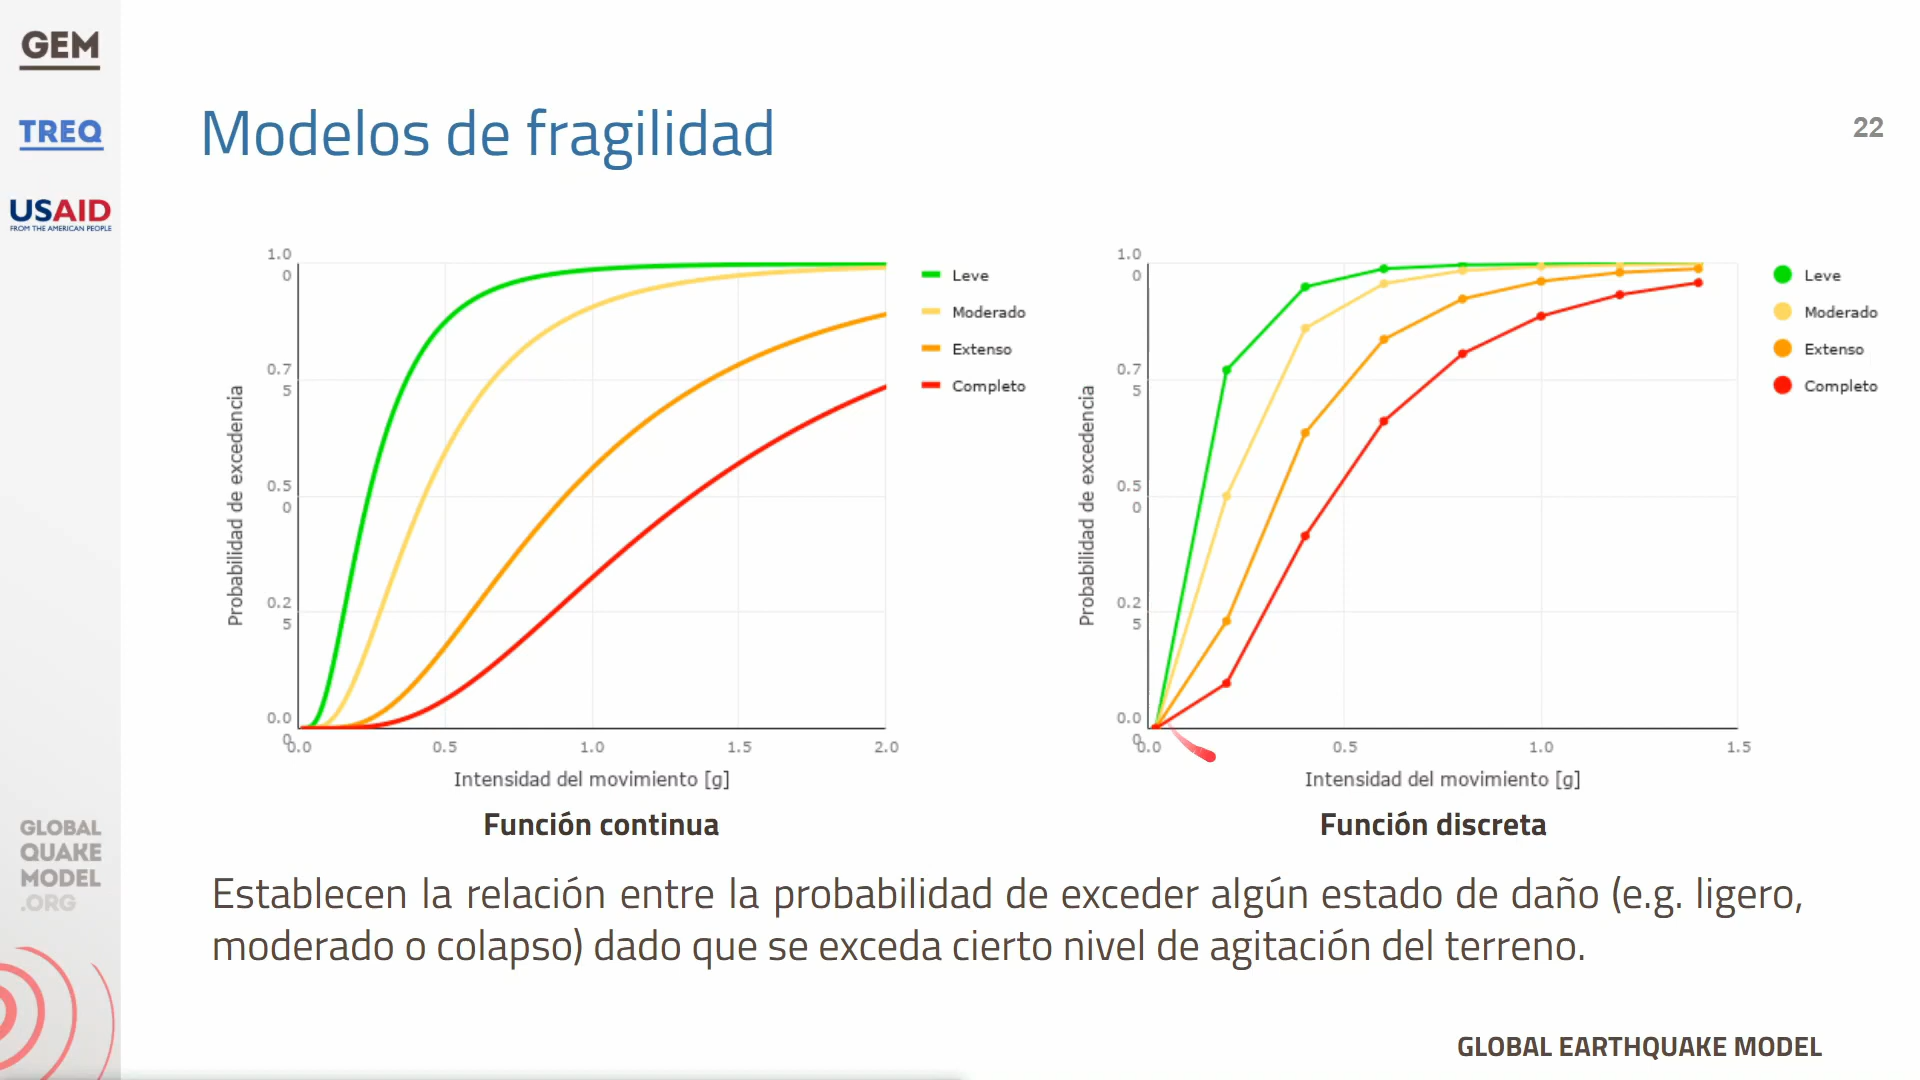 GEM
TREQ
USAID
FROM THE AMERICAN PEOPLE
Modelos de fragilidad
22
1.0
0
0.7
5
0.5
0
0.2
5
0.0
0
Probabilidad de excedencia
0.0 0.5 1.0 1.5 2.0
Intensidad del movimiento [g]
Leve
Moderado
Extenso
Completo
Función continua
1.0
0
0.7
5
0.5
0
0.2
5
0.0
0
Probabilidad de excedencia
0.0 0.5 1.0 1.5
Intensidad del movimiento [g]
Leve
Moderado
Extenso
Completo
Función discreta
Establecen la relación entre la probabilidad de exceder algún estado de daño (e.g. ligero,
moderado o colapso) dado que se exceda cierto nivel de agitación del terreno.
GLOBAL
QUAKE
MODEL
.ORG
GLOBAL EARTHQUAKE MODEL